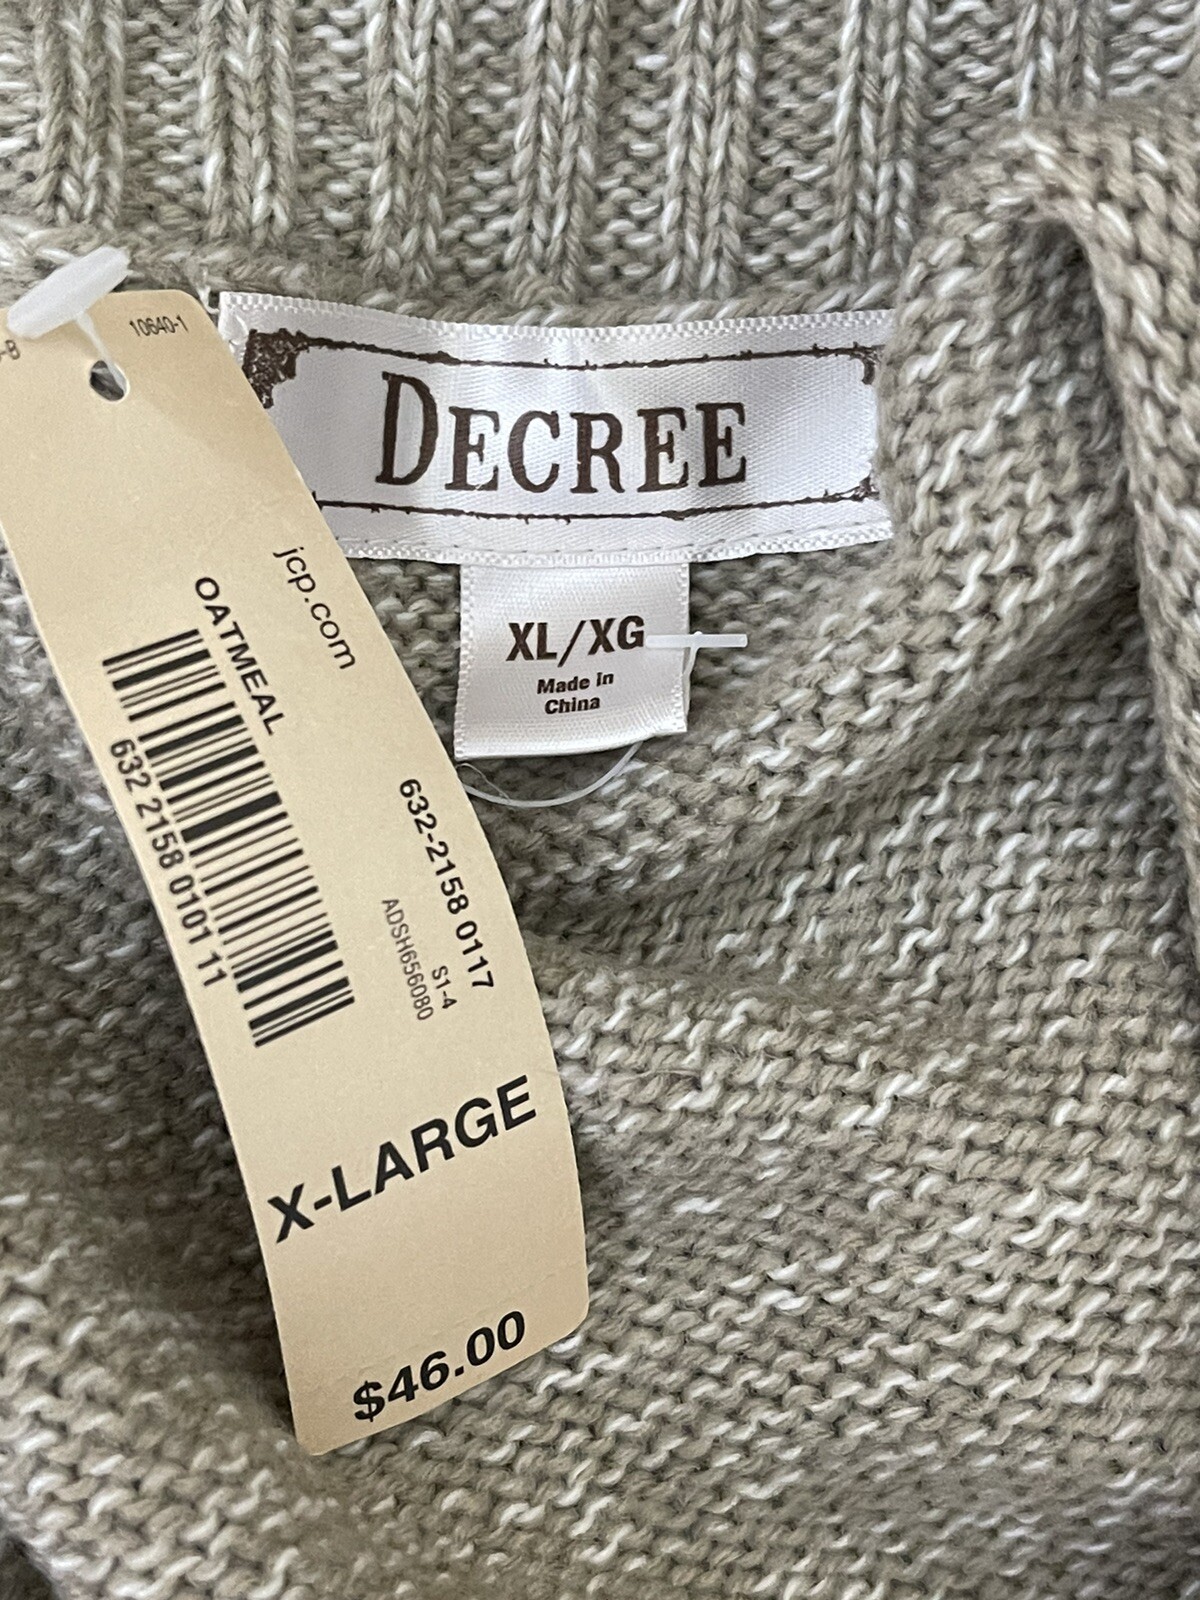 10640-1
-B
DECREE
jcp.com
OATMEAL
XL/XG
Made in
China
632 2158 0101 11
632-2158 0117
S1-4
ADSH656080
X-LARGE
$46.00